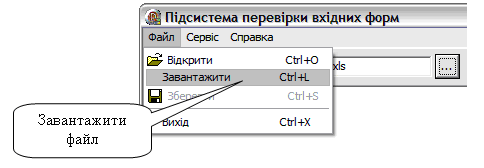 Підсистема перевірки вхідних форм
Файл Сервіс Справка
Відкрити Ctrl+O
Завантажити Ctrl+L
xls ...
Ctrl+S
Вихід Ctrl+X
Завантажити
файл